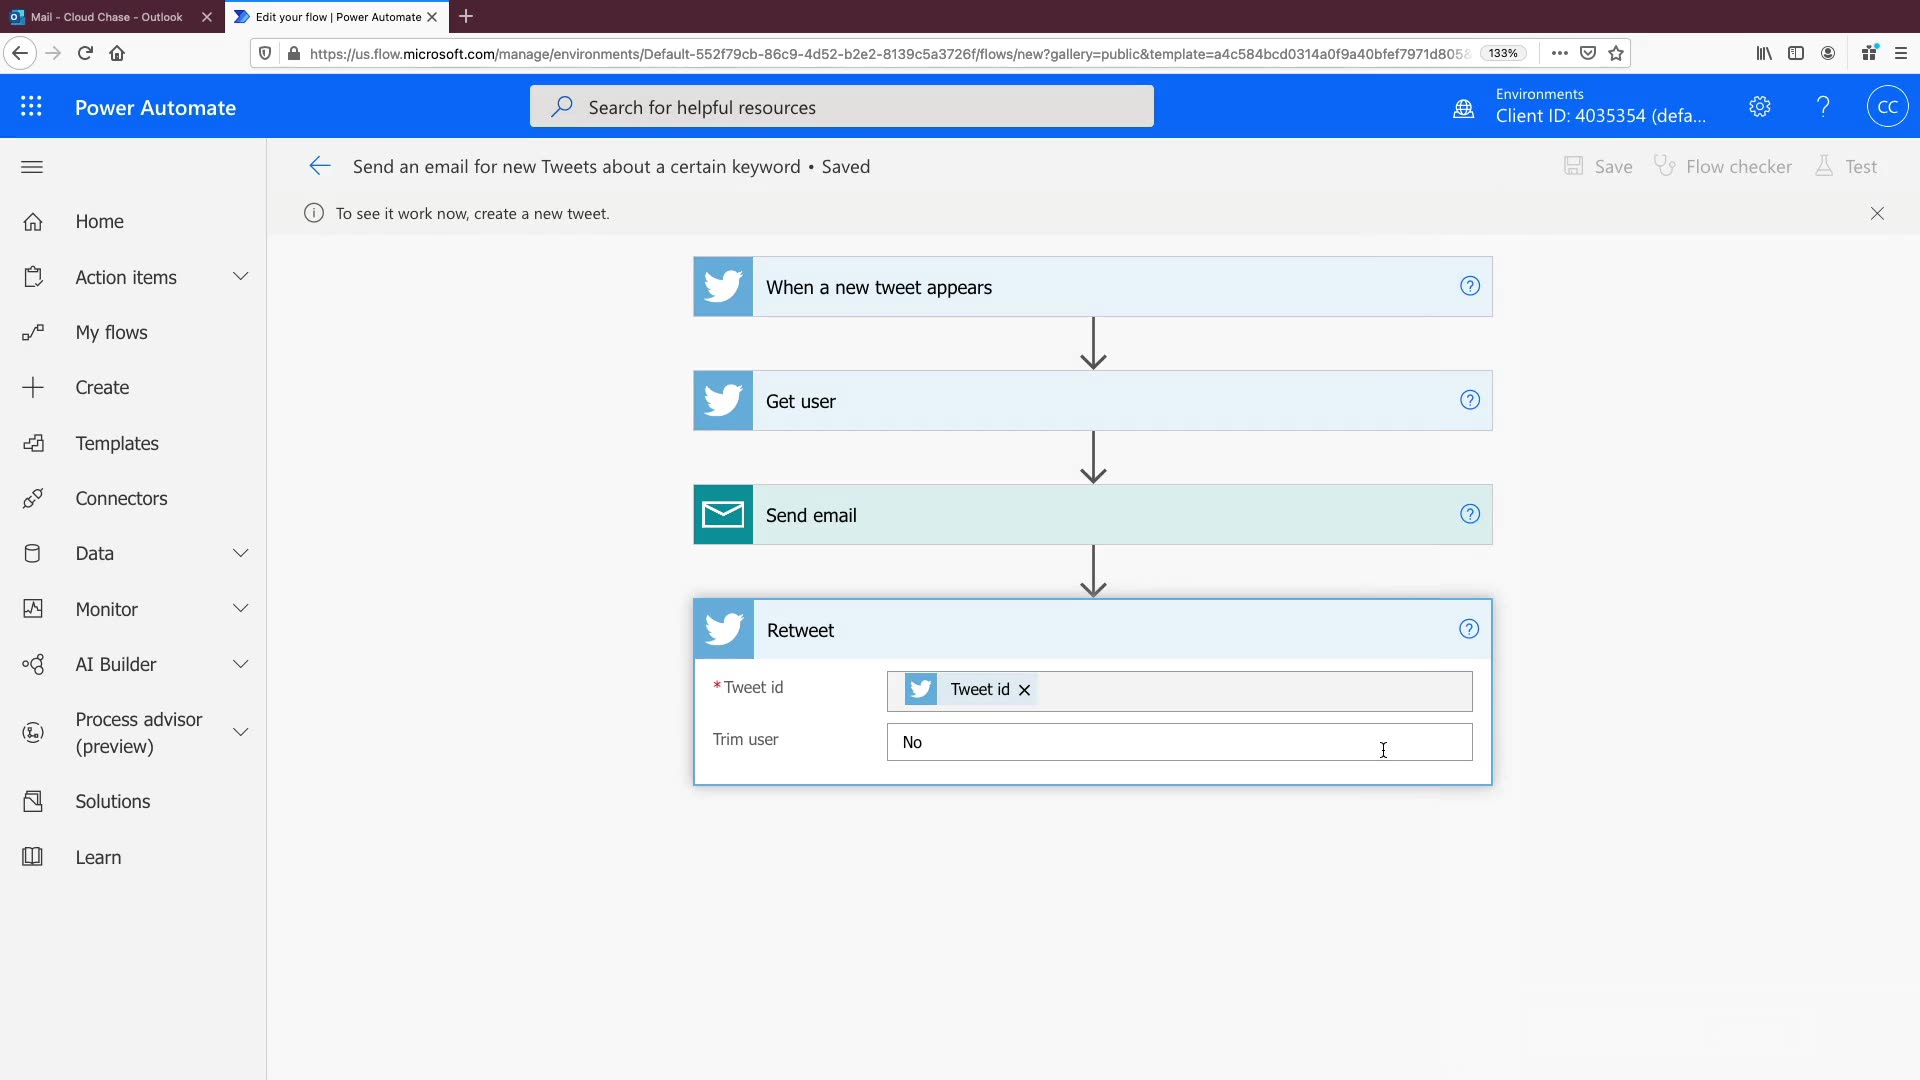 Mail - Cloud Chase - Outlook
Edit your flow | Power Automate
https://us.flow.microsoft.com/manage/environments/Default-552f79cb-86c9-4d52-b2e2-8139c5a3726f/flows/new?gallery=public&template=a4c584bcd0314a0f9a40bfef7971d8058
133%
Power Automate
Search for helpful resources
Environments
Client ID: 4035354 (defa...
?
CC
Send an email for new Tweets about a certain keyword • Saved
Save
Flow checker
Test
To see it work now, create a new tweet.
Home
Action items
My flows
Create
Templates
Connectors
Data
Monitor
AI Builder
Process advisor
(preview)
Solutions
Learn
When a new tweet appears
?
Get user
?
Send email
?
Retweet
?
* Tweet id
Tweet id
Trim user
No